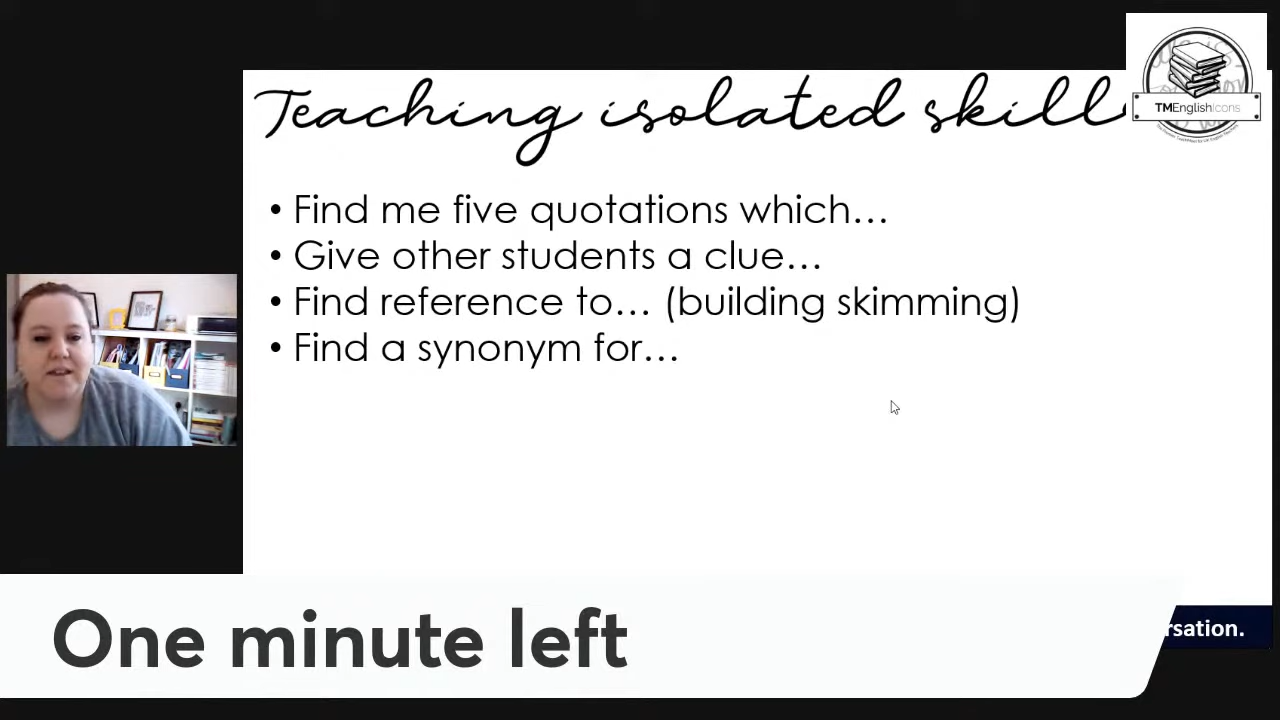 Teaching isolated skill
TMEnglishIcons
• Find me five quotations which…
• Give other students a clue…
• Find reference to… (building skimming)
• Find a synonym for…
One minute left
rsation.